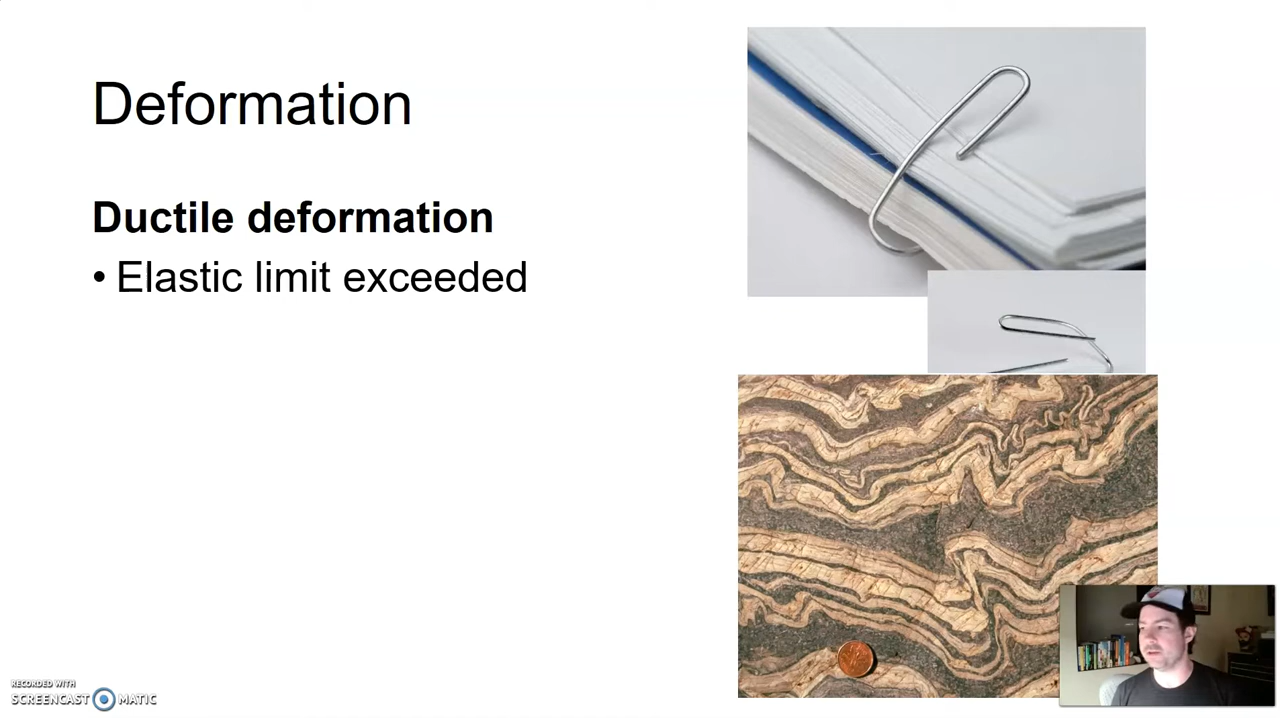 Deformation
Ductile deformation
• Elastic limit exceeded
RECORDED WITH
SCREENCAST MATIC